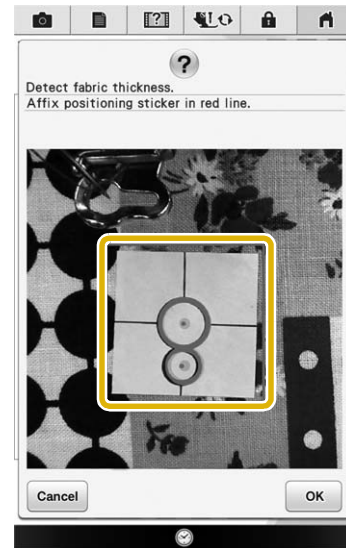 ?
?
Detect fabric thickness.
Affix positioning sticker in red line.
Cancel
OK